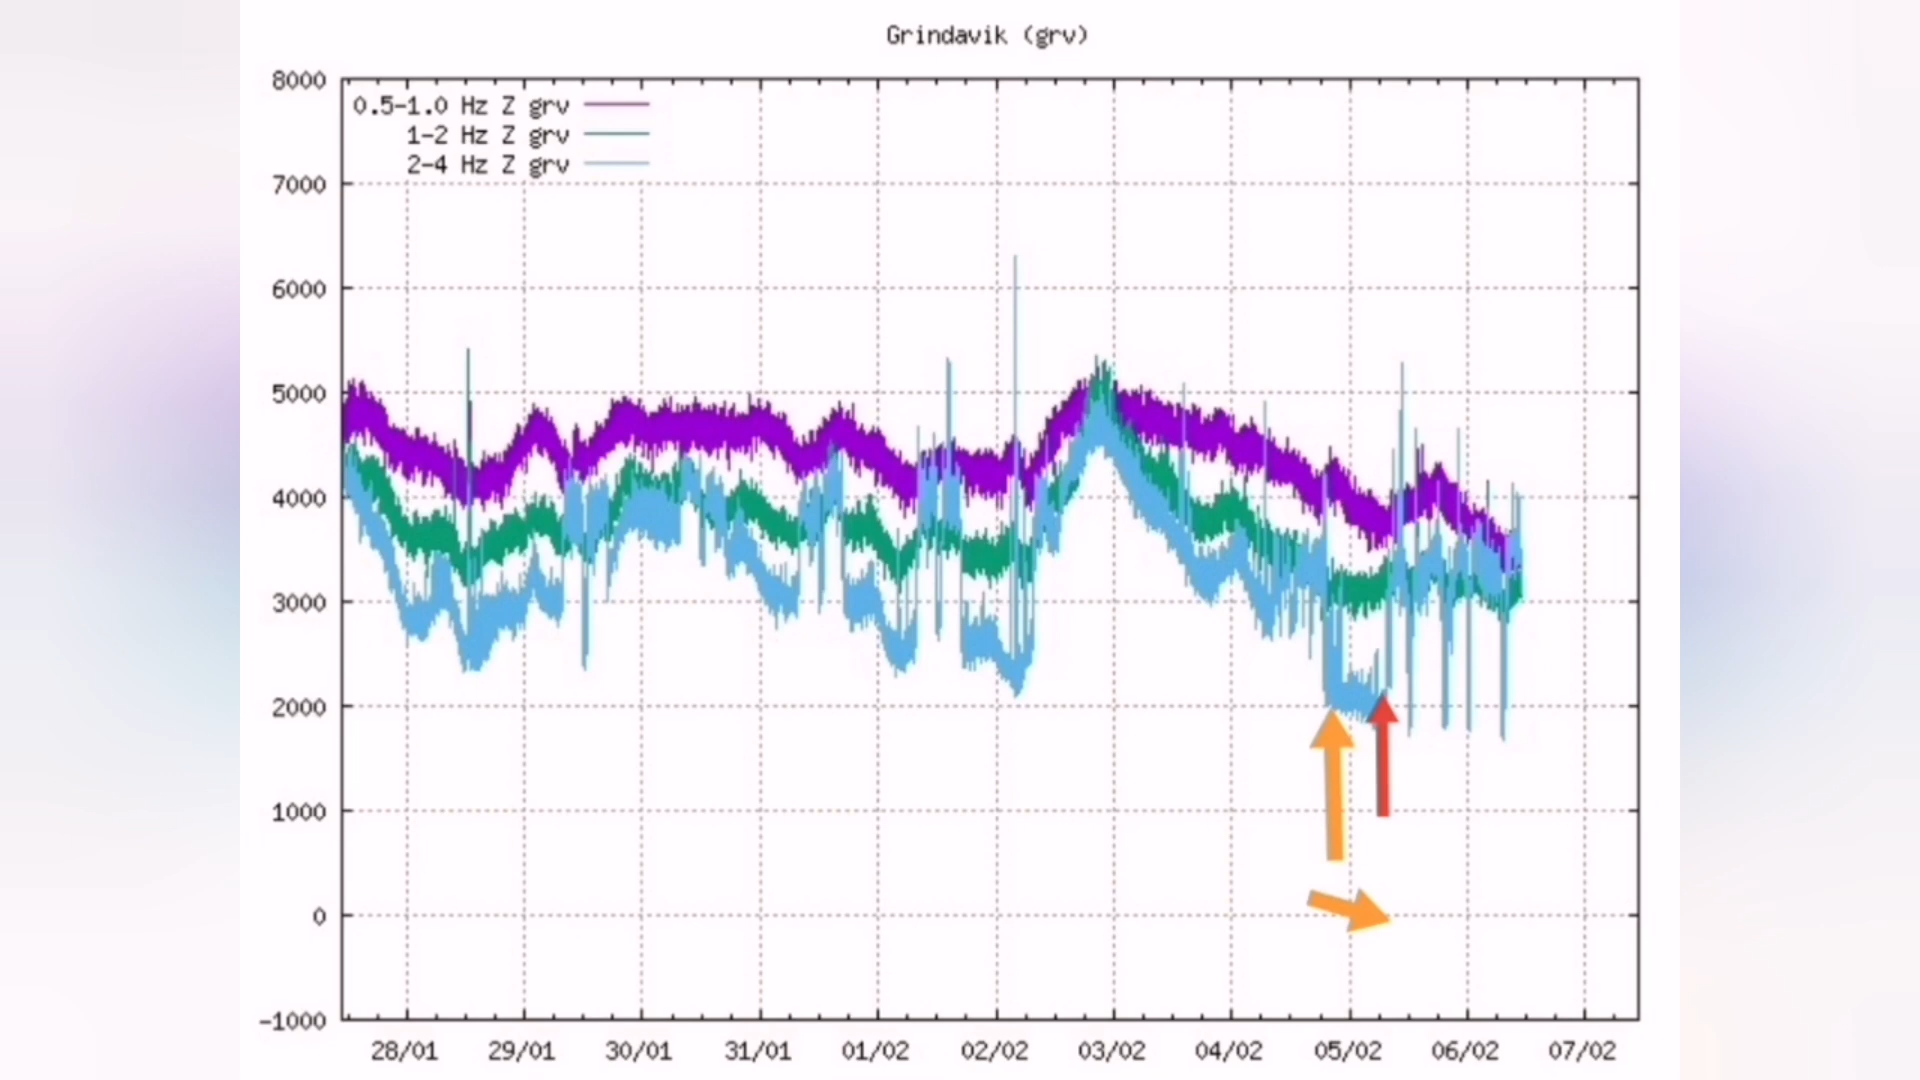 Grindavik (grv)
8000
0.5-1.0 Hz Z grv
1-2 Hz Z grv
2-4 Hz Z grv
7000
6000
5000
4000
3000
2000
1000
0
-1000
28/01 29/01 30/01 31/01 01/02 02/02 03/02 04/02 05/02 06/02 07/02